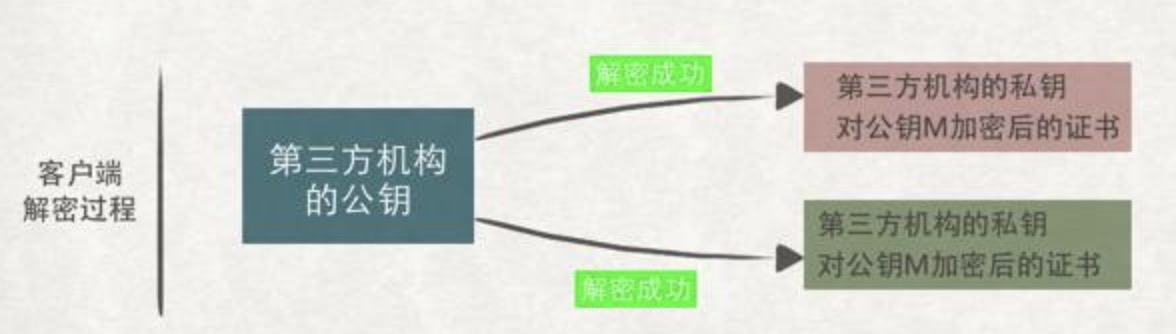 客户端
解密过程
第三方机构
的公钥
解密成功
第三方机构的私钥
对公钥M加密后的证书
解密成功
第三方机构的私钥
对公钥M加密后的证书